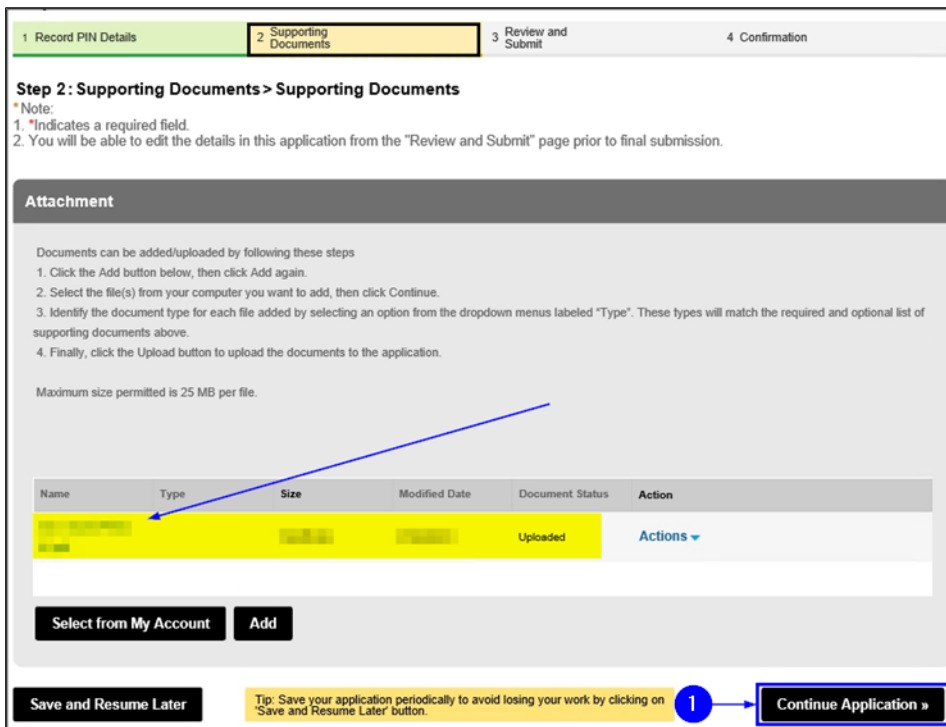 1 Record PIN Details
2 Supporting
Documents
3 Review and
Submit
4 Confirmation
Step 2: Supporting Documents > Supporting Documents
*Note:
1. *Indicates a required field.
2. You will be able to edit the details in this application from the "Review and Submit" page prior to final submission.
Attachment
Documents can be added/uploaded by following these steps
1. Click the Add button below, then click Add again.
2. Select the file(s) from your computer you want to add, then click Continue.
3. Identify the document type for each file added by selecting an option from the dropdown menus labeled "Type". These types will match the required and optional list of
supporting documents above.
4. Finally, click the Upload button to upload the documents to the application.
Maximum size permitted is 25 MB per file.
Name Type Size Modified Date Document Status Action
Uploaded Actions
Select from My Account Add
Save and Resume Later
Tip: Save your application periodically to avoid losing your work by clicking on
'Save and Resume Later' button.
1
Continue Application »